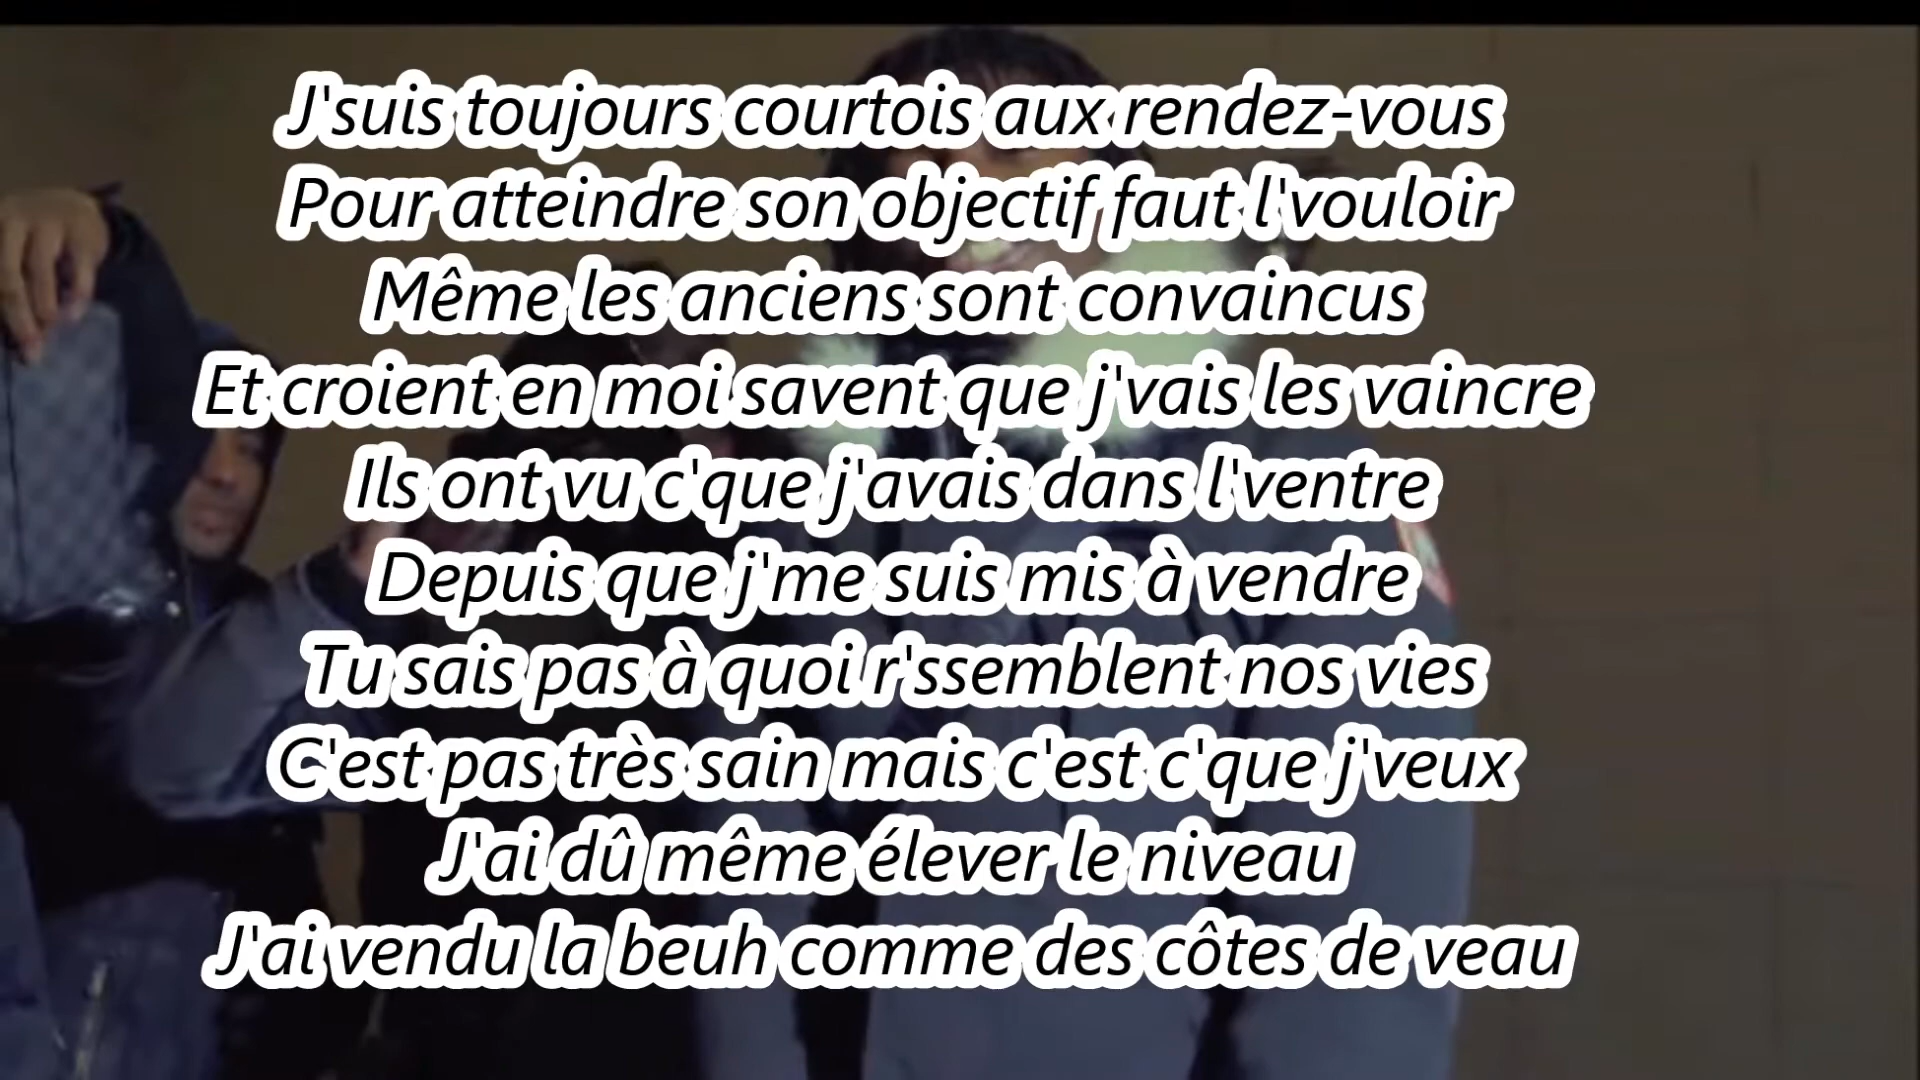 J'suis toujours courtois aux rendez-vous
Pour atteindre son objectif faut l'vouloir
Même les anciens sont convaincus
Et croient en moi savent que j'vais les vaincre
Ils ont vu c'que j'avais dans l'ventre
Depuis que j'me suis mis à vendre
Tu sais pas à quoi r'ssemblent nos vies
C'est pas très sain mais c'est c'que j'veux
J'ai dû même élever le niveau
J'ai vendu la beuh comme des côtes de veau